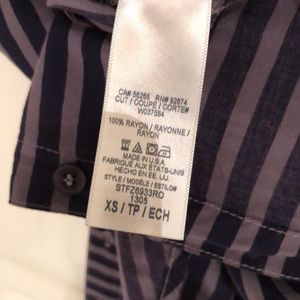 CA# 56266 RN# 92874
CUT / COUPE / CORTE#
W037584
100% RAYON / RAYONNE /
RAYON
MADE IN U.S.A.
FABRIQUÉ AUX ÉTATS-UNIS
HECHO EN EE. UU.
STYLE / MODÈLE / ESTILO#
STFZ6933RO
1305
XS / TP / ECH